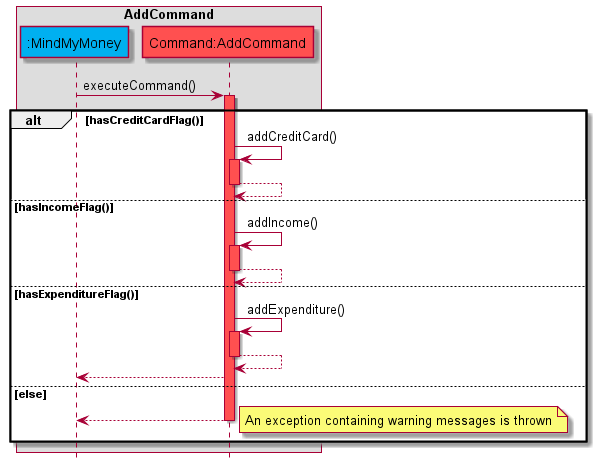 AddCommand
:MindMyMoney
Command:AddCommand
executeCommand()
alt
[hasCreditCardFlag()]
addCreditCard()
[hasIncomeFlag()]
addIncome()
[hasExpenditureFlag()]
addExpenditure()
[else]
An exception containing warning messages is thrown